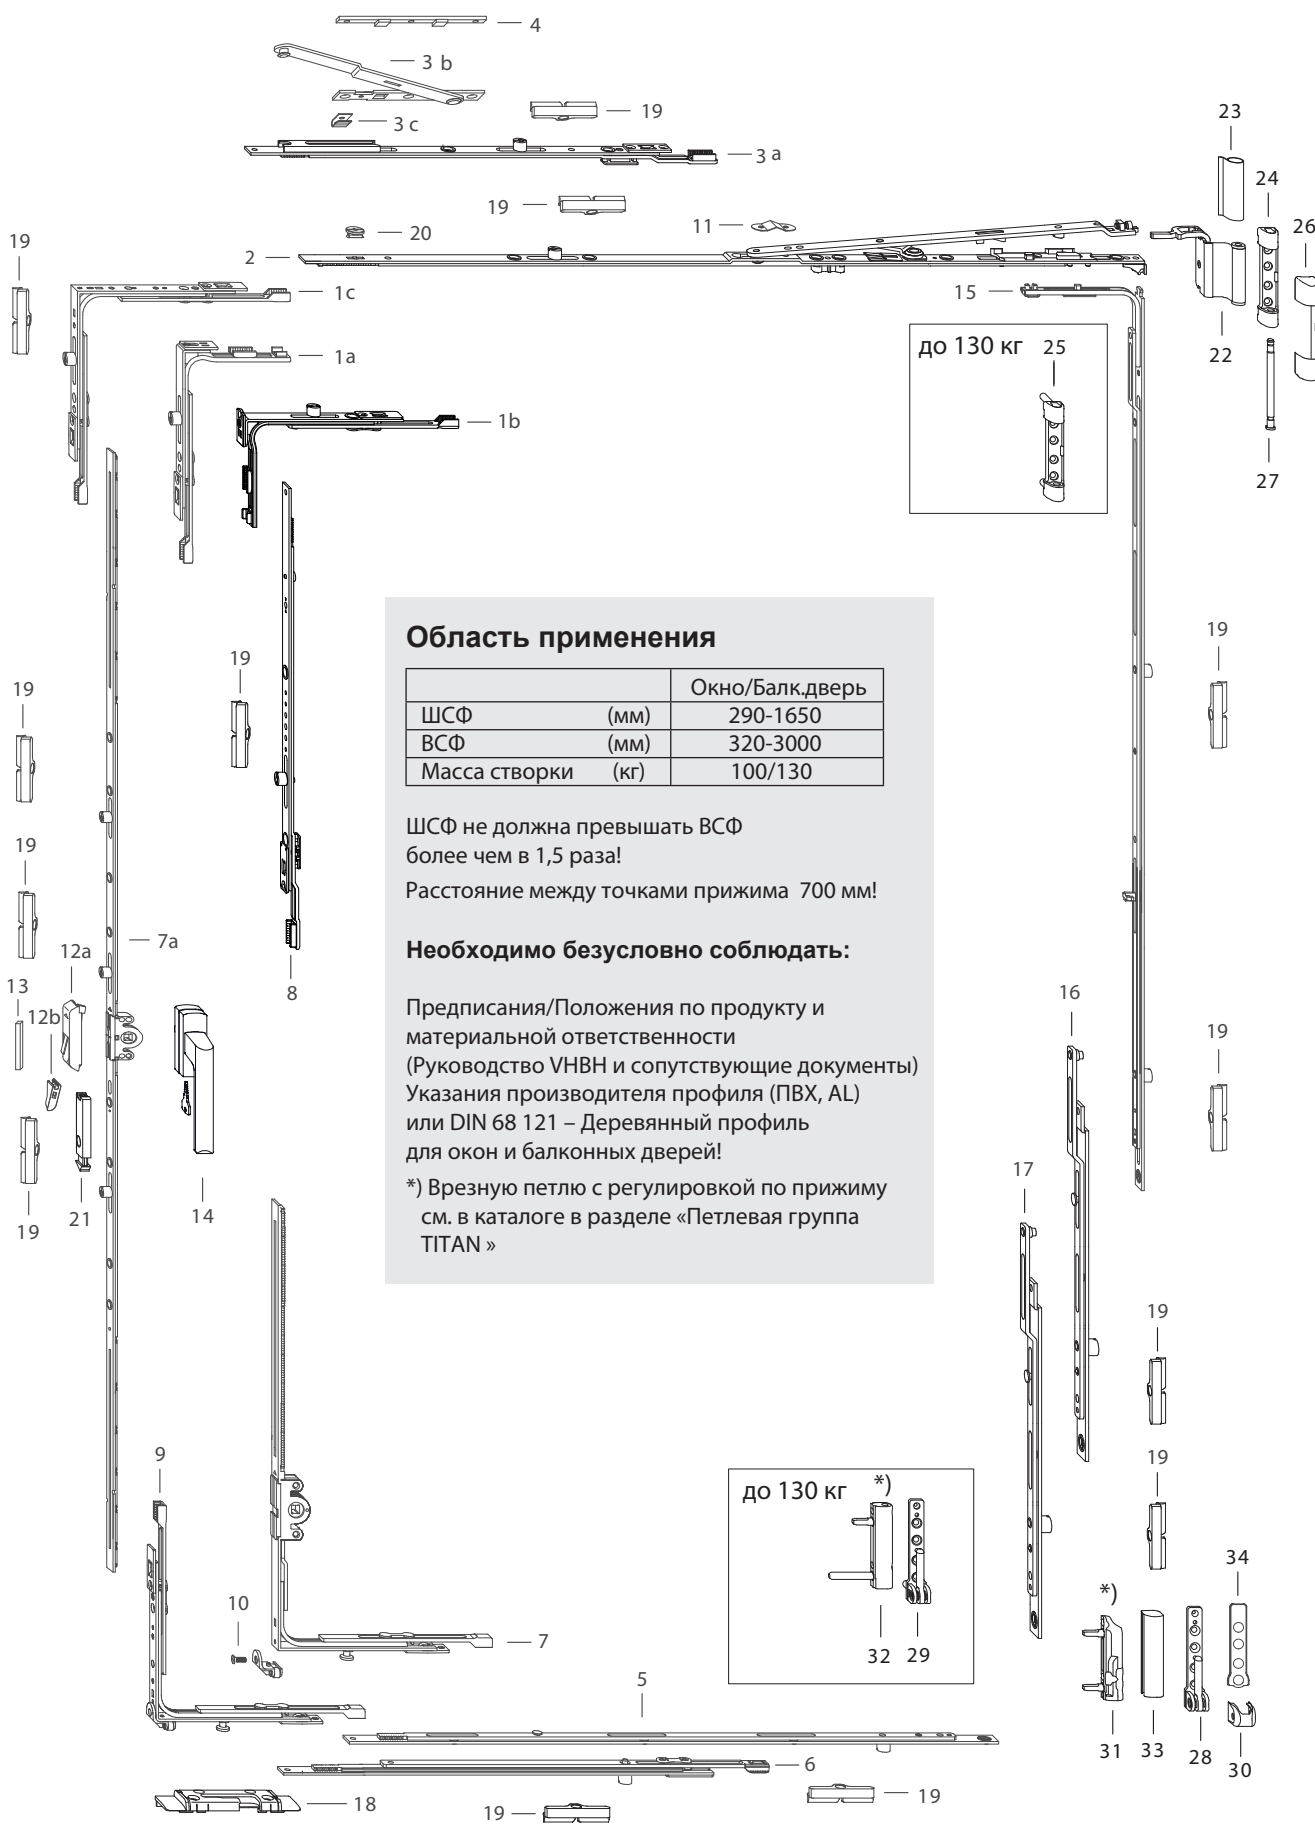 4
3 b
3 c
19
3 a
23
24
19
11
26
19
20
2
1c
15
1a
22
до 130 кг 25
1b
27
Область применения
Окно/Балк.дверь
ШСФ (мм) 290-1650
ВСФ (мм) 320-3000
Масса створки (кг) 100/130
ШСФ не должна превышать ВСФ
более чем в 1,5 раза!
Расстояние между точками прижима 700 мм!
Необходимо безусловно соблюдать:
Предписания/Положения по продукту и
материальной ответственности
(Руководство VHBH и сопутствующие документы)
Указания производителя профиля (ПВХ, AL)
или DIN 68 121 – Деревянный профиль
для окон и балконных дверей!
*) Врезную петлю с регулировкой по прижиму
см. в каталоге в разделе «Петлевая группа
TITAN »
19
19
19
19
7a
12a
13
12b
8
16
19
17
19
21
14
19
9
19
до 130 кг *)
34
*)
10
7
32 29
5
31 33 28 30
6
18
19
19